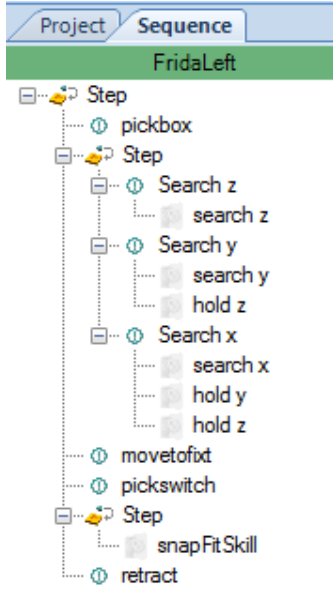 Project Sequence
FridaLeft
Step
pickbox
Step
Search z
search z
Search y
search y
hold z
Search x
search x
hold y
hold z
movetofixt
pickswitch
Step
snapFitSkill
retract